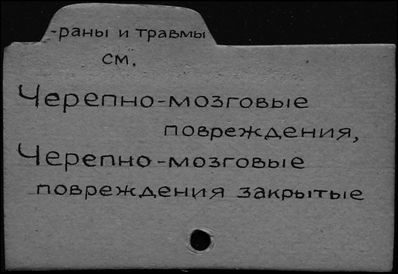 -раны и травмы
см.
Черепно-мозговые
повреждения,
Черепно-мозговые
повреждения закрытые